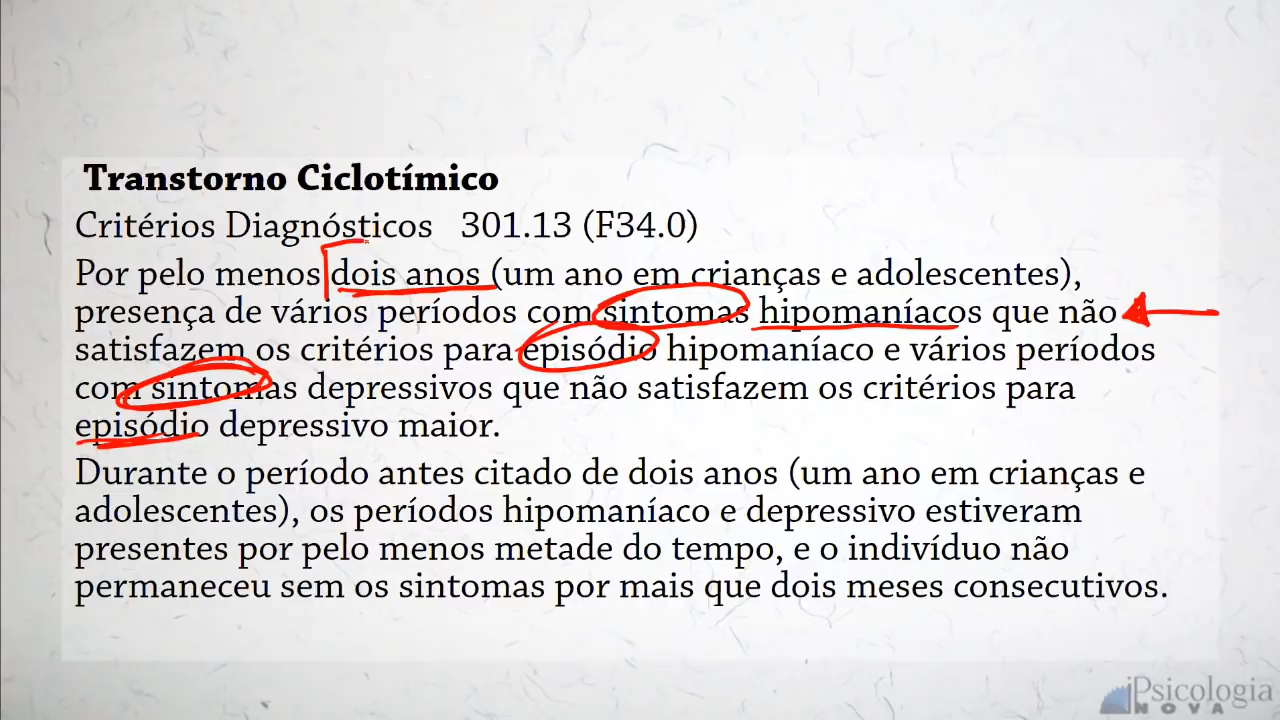 Transtorno Ciclotímico
Critérios Diagnósticos 301.13 (F34.0)
Por pelo menos dois anos (um ano em crianças e adolescentes),
presença de vários períodos com sintomas hipomaníacos que não
satisfazem os critérios para episódio hipomaníaco e vários períodos
com sintomas depressivos que não satisfazem os critérios para
episódio depressivo maior.
Durante o período antes citado de dois anos (um ano em crianças e
adolescentes), os períodos hipomaníaco e depressivo estiveram
presentes por pelo menos metade do tempo, e o indivíduo não
permaneceu sem os sintomas por mais que dois meses consecutivos.
Psicologia
NOVA